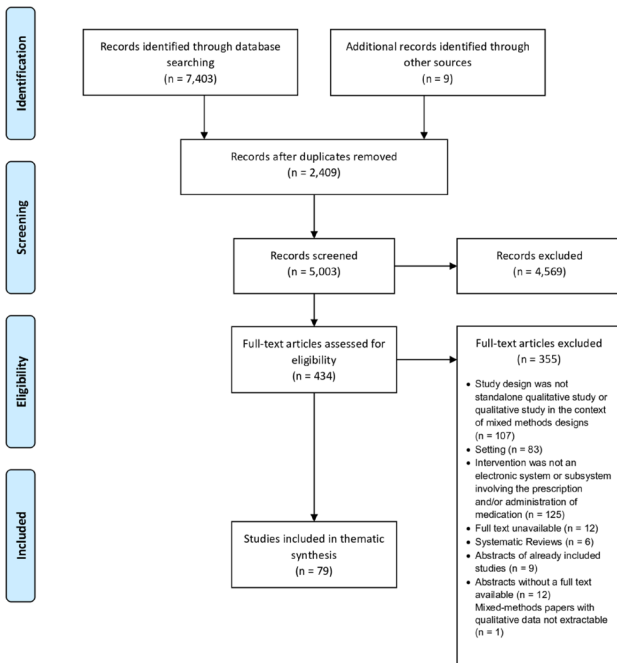 Identification
Records identified through database
searching
(n = 7,403)
Additional records identified through
other sources
(n = 9)
Records after duplicates removed
(n = 2,409)
Screening
Records screened
(n = 5,003)
Records excluded
(n = 4,569)
Eligibility
Full-text articles assessed for
eligibility
(n = 434)
Full-text articles excluded
(n = 355)
• Study design was not
standalone qualitative study or
qualitative study in the context
of mixed methods designs
(n = 107)
• Setting (n = 83)
• Intervention was not an
electronic system or subsystem
involving the prescription
and/or administration of
medication (n = 125)
• Full text unavailable (n = 12)
• Systematic Reviews (n = 6)
• Abstracts of already included
studies (n = 9)
• Abstracts without a full text
available (n = 12)
Mixed-methods papers with
qualitative data not extractable
(n = 1)
Included
Studies included in thematic
synthesis
(n = 79)